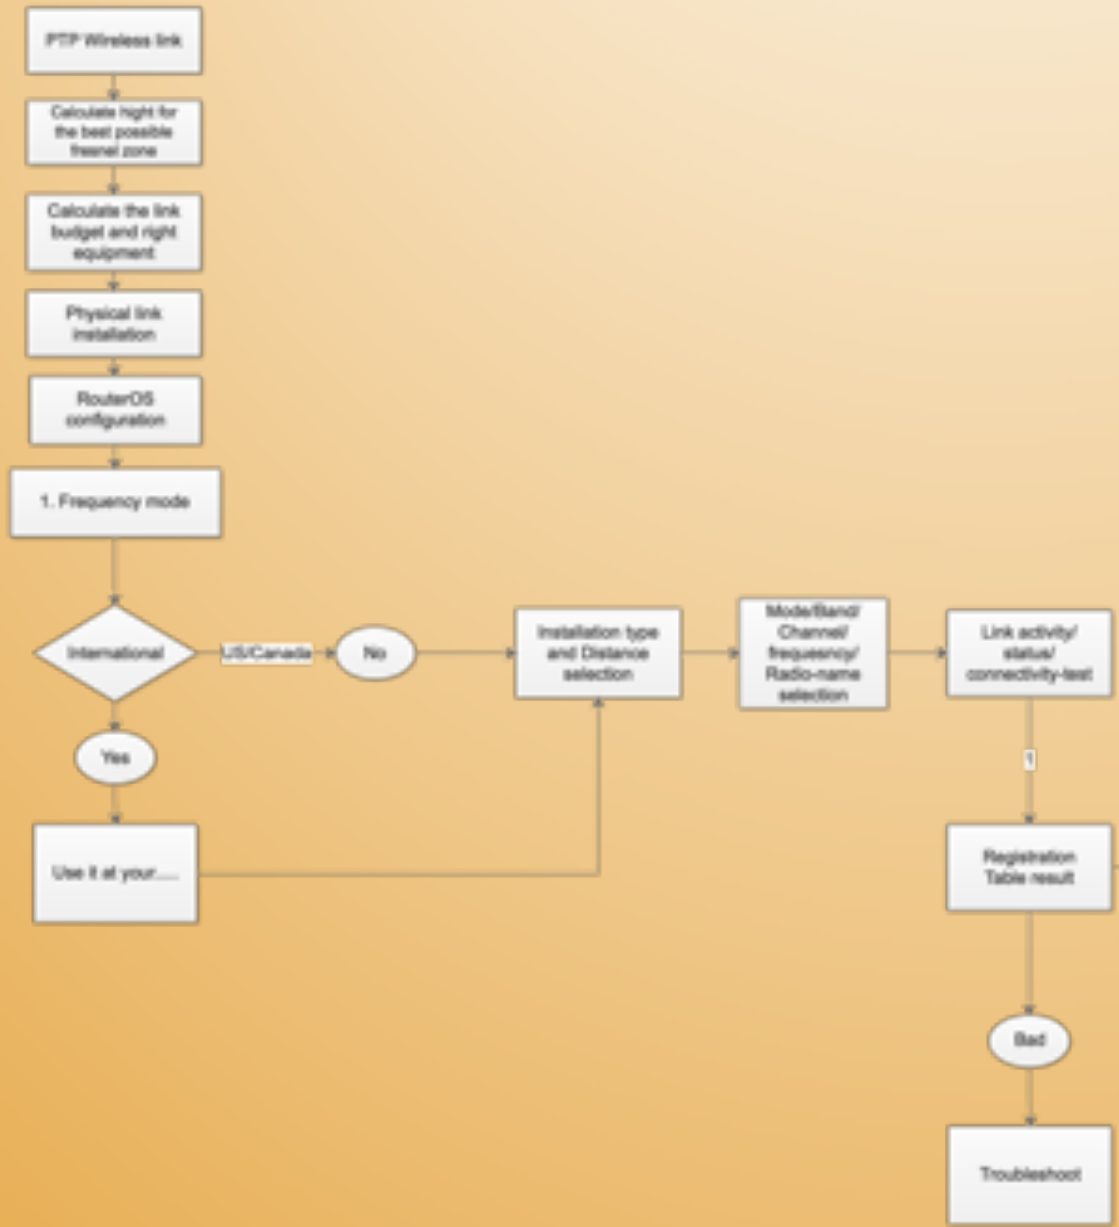 PTP Wireless link
Calculate hight for
the best possible
fresnel zone
Calculate the link
budget and right
equipment
Physical link
installation
RouterOS
configuration
1. Frequency mode
International
US/Canada
No
Installation type
and Distance
selection
Mode/Band/
Channel/
frequesncy/
Radio-name
selection
Link activity/
status/
connectivity-test
Yes
1
Use it at your.....
Registration
Table result
Bad
Troubleshoot